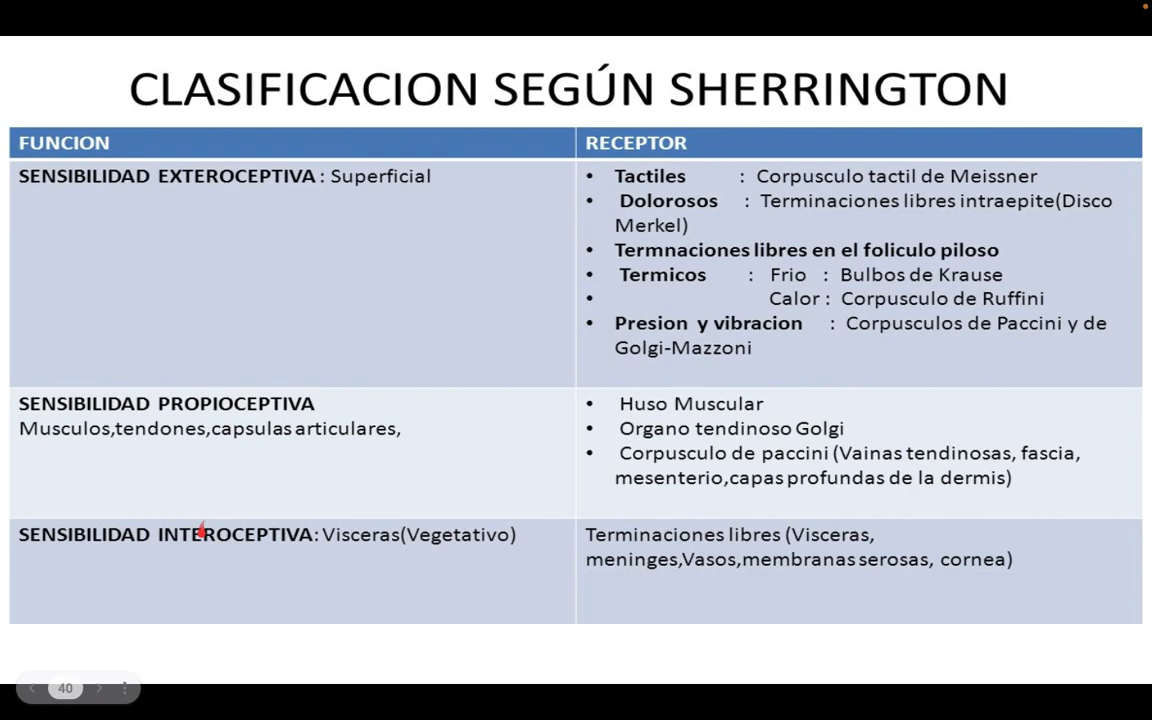 CLASIFICACION SEGÚN SHERRINGTON
FUNCION
RECEPTOR
SENSIBILIDAD EXTEROCEPTIVA : Superficial
• Tactiles : Corpusculo tactil de Meissner
• Dolorosos : Terminaciones libres intraepite(Disco
Merkel)
• Termnaciones libres en el foliculo piloso
• Termicos : Frio : Bulbos de Krause
• Calor : Corpusculo de Ruffini
• Presion y vibracion : Corpusculos de Paccini y de
Golgi-Mazzoni
SENSIBILIDAD PROPIOCEPTIVA
Musculos,tendones,capsulas articulares,
• Huso Muscular
• Organo tendinoso Golgi
• Corpusculo de paccini (Vainas tendinosas, fascia,
mesenterio,capas profundas de la dermis)
SENSIBILIDAD INTEROCEPTIVA: Visceras(Vegetativo)
Terminaciones libres (Visceras,
meninges,Vasos,membranas serosas, cornea)
40